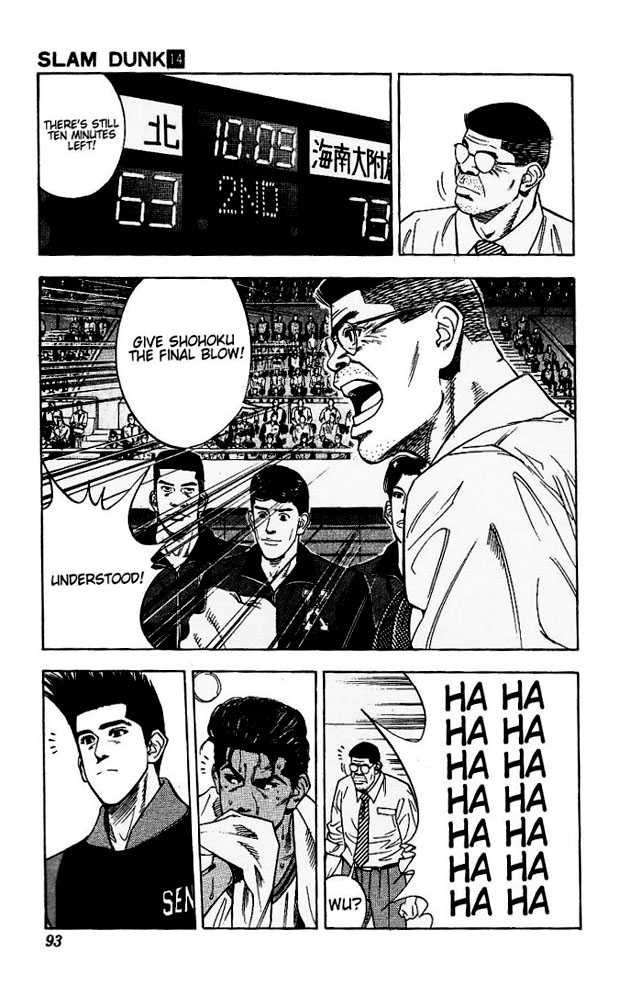 SLAM DUNK 14
THERE'S STILL
TEN MINUTES
LEFT!
北
10:03
海南大附属
63
2ND
73
GIVE SHOHOKU
THE FINAL BLOW!
UNDERSTOOD!
SEN
WU?
HA HA
HA HA
HA HA
HA HA
HA HA
HA HA
HA HA
93